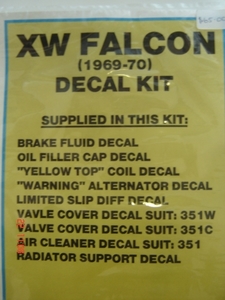 XW FALCON
(1969-70)
DECAL KIT
SUPPLIED IN THIS KIT:
BRAKE FLUID DECAL
OIL FILLER CAP DECAL
"YELLOW TOP" COIL DECAL
"WARNING" ALTERNATOR DECAL
LIMITED SLIP DIFF DECAL
VAVLE COVER DECAL SUIT: 351W
VALVE COVER DECAL SUIT: 351C
AIR CLEANER DECAL SUIT: 351
RADIATOR SUPPORT DECAL